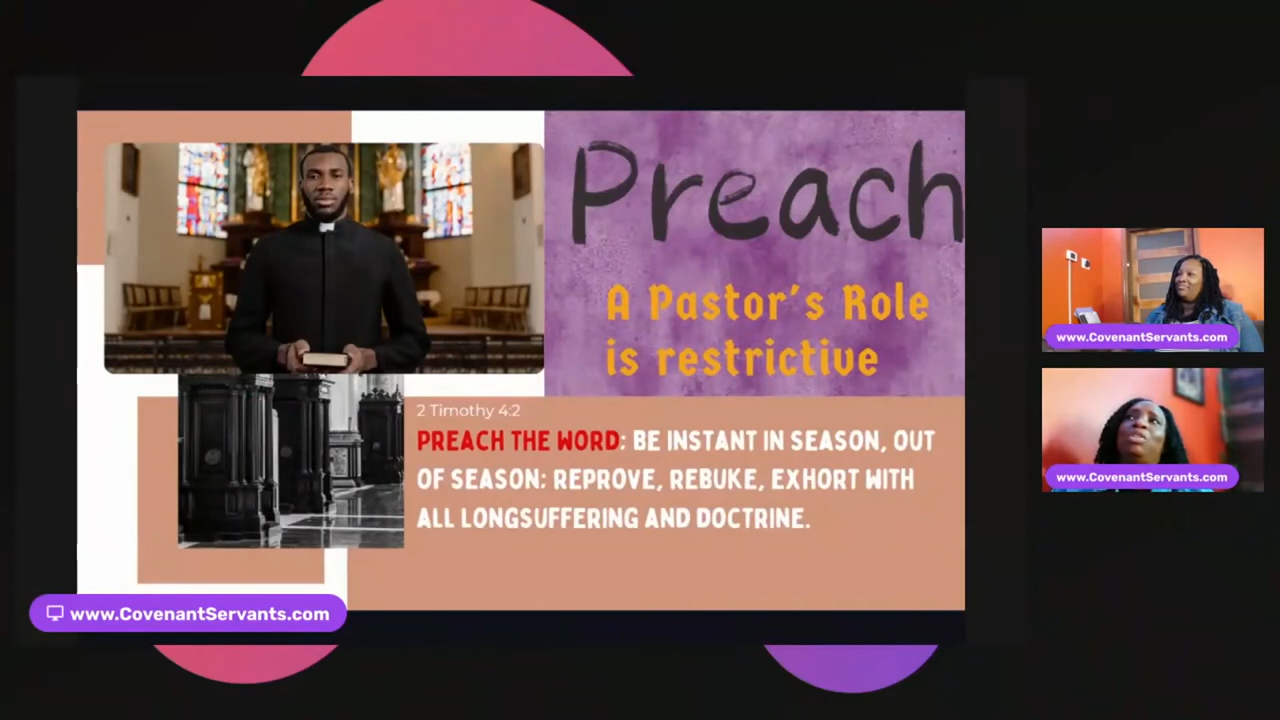 Preach
A Pastor's Role
is restrictive
2 Timothy 4:2
PREACH THE WORD: BE INSTANT IN SEASON, OUT
OF SEASON: REPROVE, REBUKE, EXHORT WITH
ALL LONGSUFFERING AND DOCTRINE.
www.CovenantServants.com
www.CovenantServants.com
www.CovenantServants.com